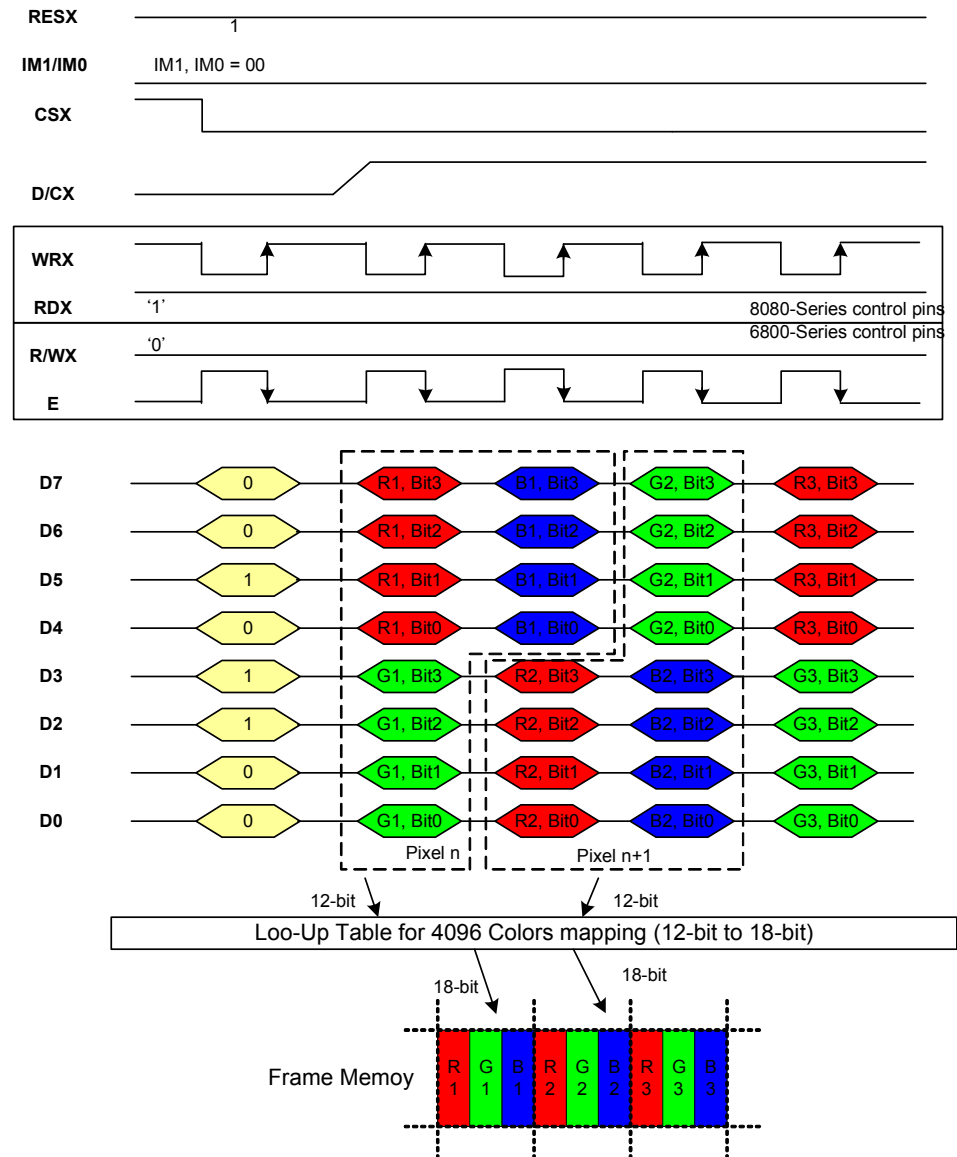 RESX
1
IM1/IM0 IM1, IM0 = 00
CSX
D/CX
WRX
RDX ‘1’ 8080-Series control pins
6800-Series control pins
R/WX ‘0’
E
D7 0 R1, Bit3 B1, Bit3 G2, Bit3 R3, Bit3
D6 0 R1, Bit2 B1, Bit2 G2, Bit2 R3, Bit2
D5 1 R1, Bit1 B1, Bit1 G2, Bit1 R3, Bit1
D4 0 R1, Bit0 B1, Bit0 G2, Bit0 R3, Bit0
D3 1 G1, Bit3 R2, Bit3 B2, Bit3 G3, Bit3
D2 1 G1, Bit2 R2, Bit2 B2, Bit2 G3, Bit2
D1 0 G1, Bit1 R2, Bit1 B2, Bit1 G3, Bit1
D0 0 G1, Bit0 R2, Bit0 B2, Bit0 G3, Bit0
Pixel n Pixel n+1
12-bit 12-bit
Loo-Up Table for 4096 Colors mapping (12-bit to 18-bit)
18-bit 18-bit
Frame Memoy
R G B R G B R G B
1 1 1 2 2 2 3 3 3